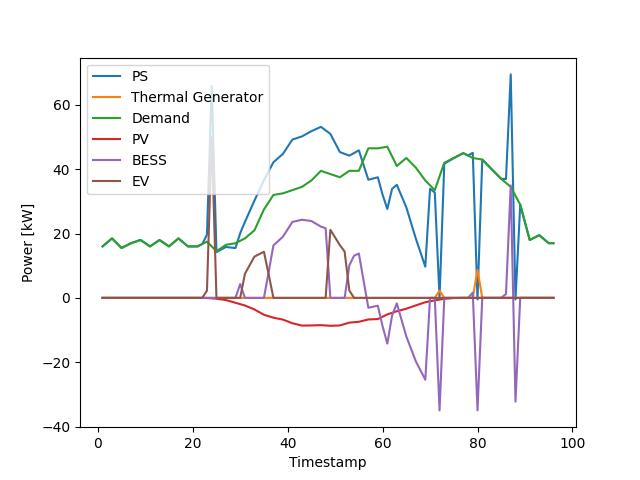 PS
Thermal Generator
Demand
PV
BESS
EV
Power [kW]
60
40
20
0
−20
−40
0 20 40 60 80 100
Timestamp